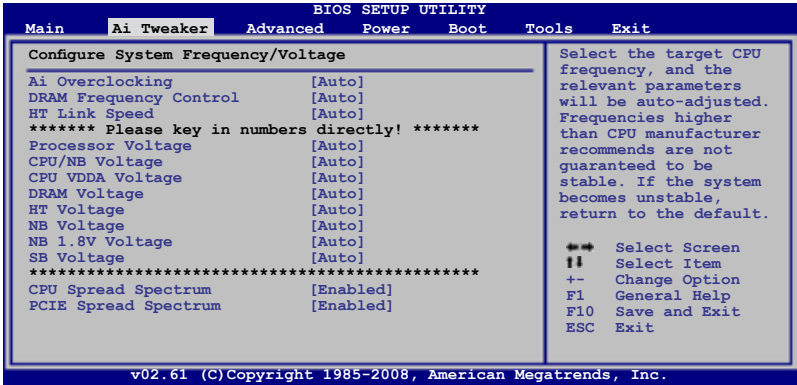 BIOS SETUP UTILITY
Main Ai Tweaker Advanced Power Boot Tools Exit
Configure System Frequency/Voltage
Ai Overclocking [Auto]
DRAM Frequency Control [Auto]
HT Link Speed [Auto]
******* Please key in numbers directly! *******
Processor Voltage [Auto]
CPU/NB Voltage [Auto]
CPU VDDA Voltage [Auto]
DRAM Voltage [Auto]
HT Voltage [Auto]
NB Voltage [Auto]
NB 1.8V Voltage [Auto]
SB Voltage [Auto]
************************************************
CPU Spread Spectrum [Enabled]
PCIE Spread Spectrum [Enabled]
Select the target CPU
frequency, and the
relevant parameters
will be auto-adjusted.
Frequencies higher
than CPU manufacturer
recommends are not
guaranteed to be
stable. If the system
becomes unstable,
return to the default.
←→ Select Screen
↑↓ Select Item
+- Change Option
F1 General Help
F10 Save and Exit
ESC Exit
v02.61 (C)Copyright 1985-2008, American Megatrends, Inc.